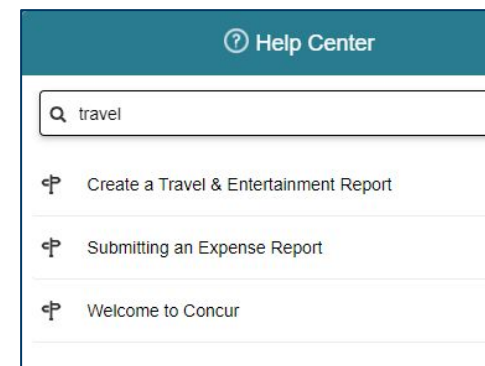 Help Center
travel
Create a Travel & Entertainment Report
Submitting an Expense Report
Welcome to Concur